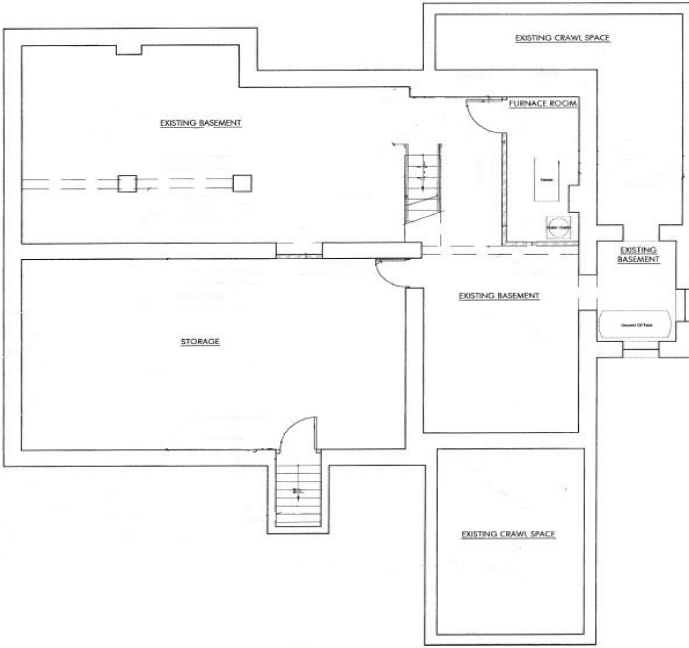 EXISTING CRAWL SPACE
FURNACE ROOM
EXISTING BASEMENT
EXISTING
BASEMENT
EXISTING BASEMENT
STORAGE
EXISTING CRAWL SPACE